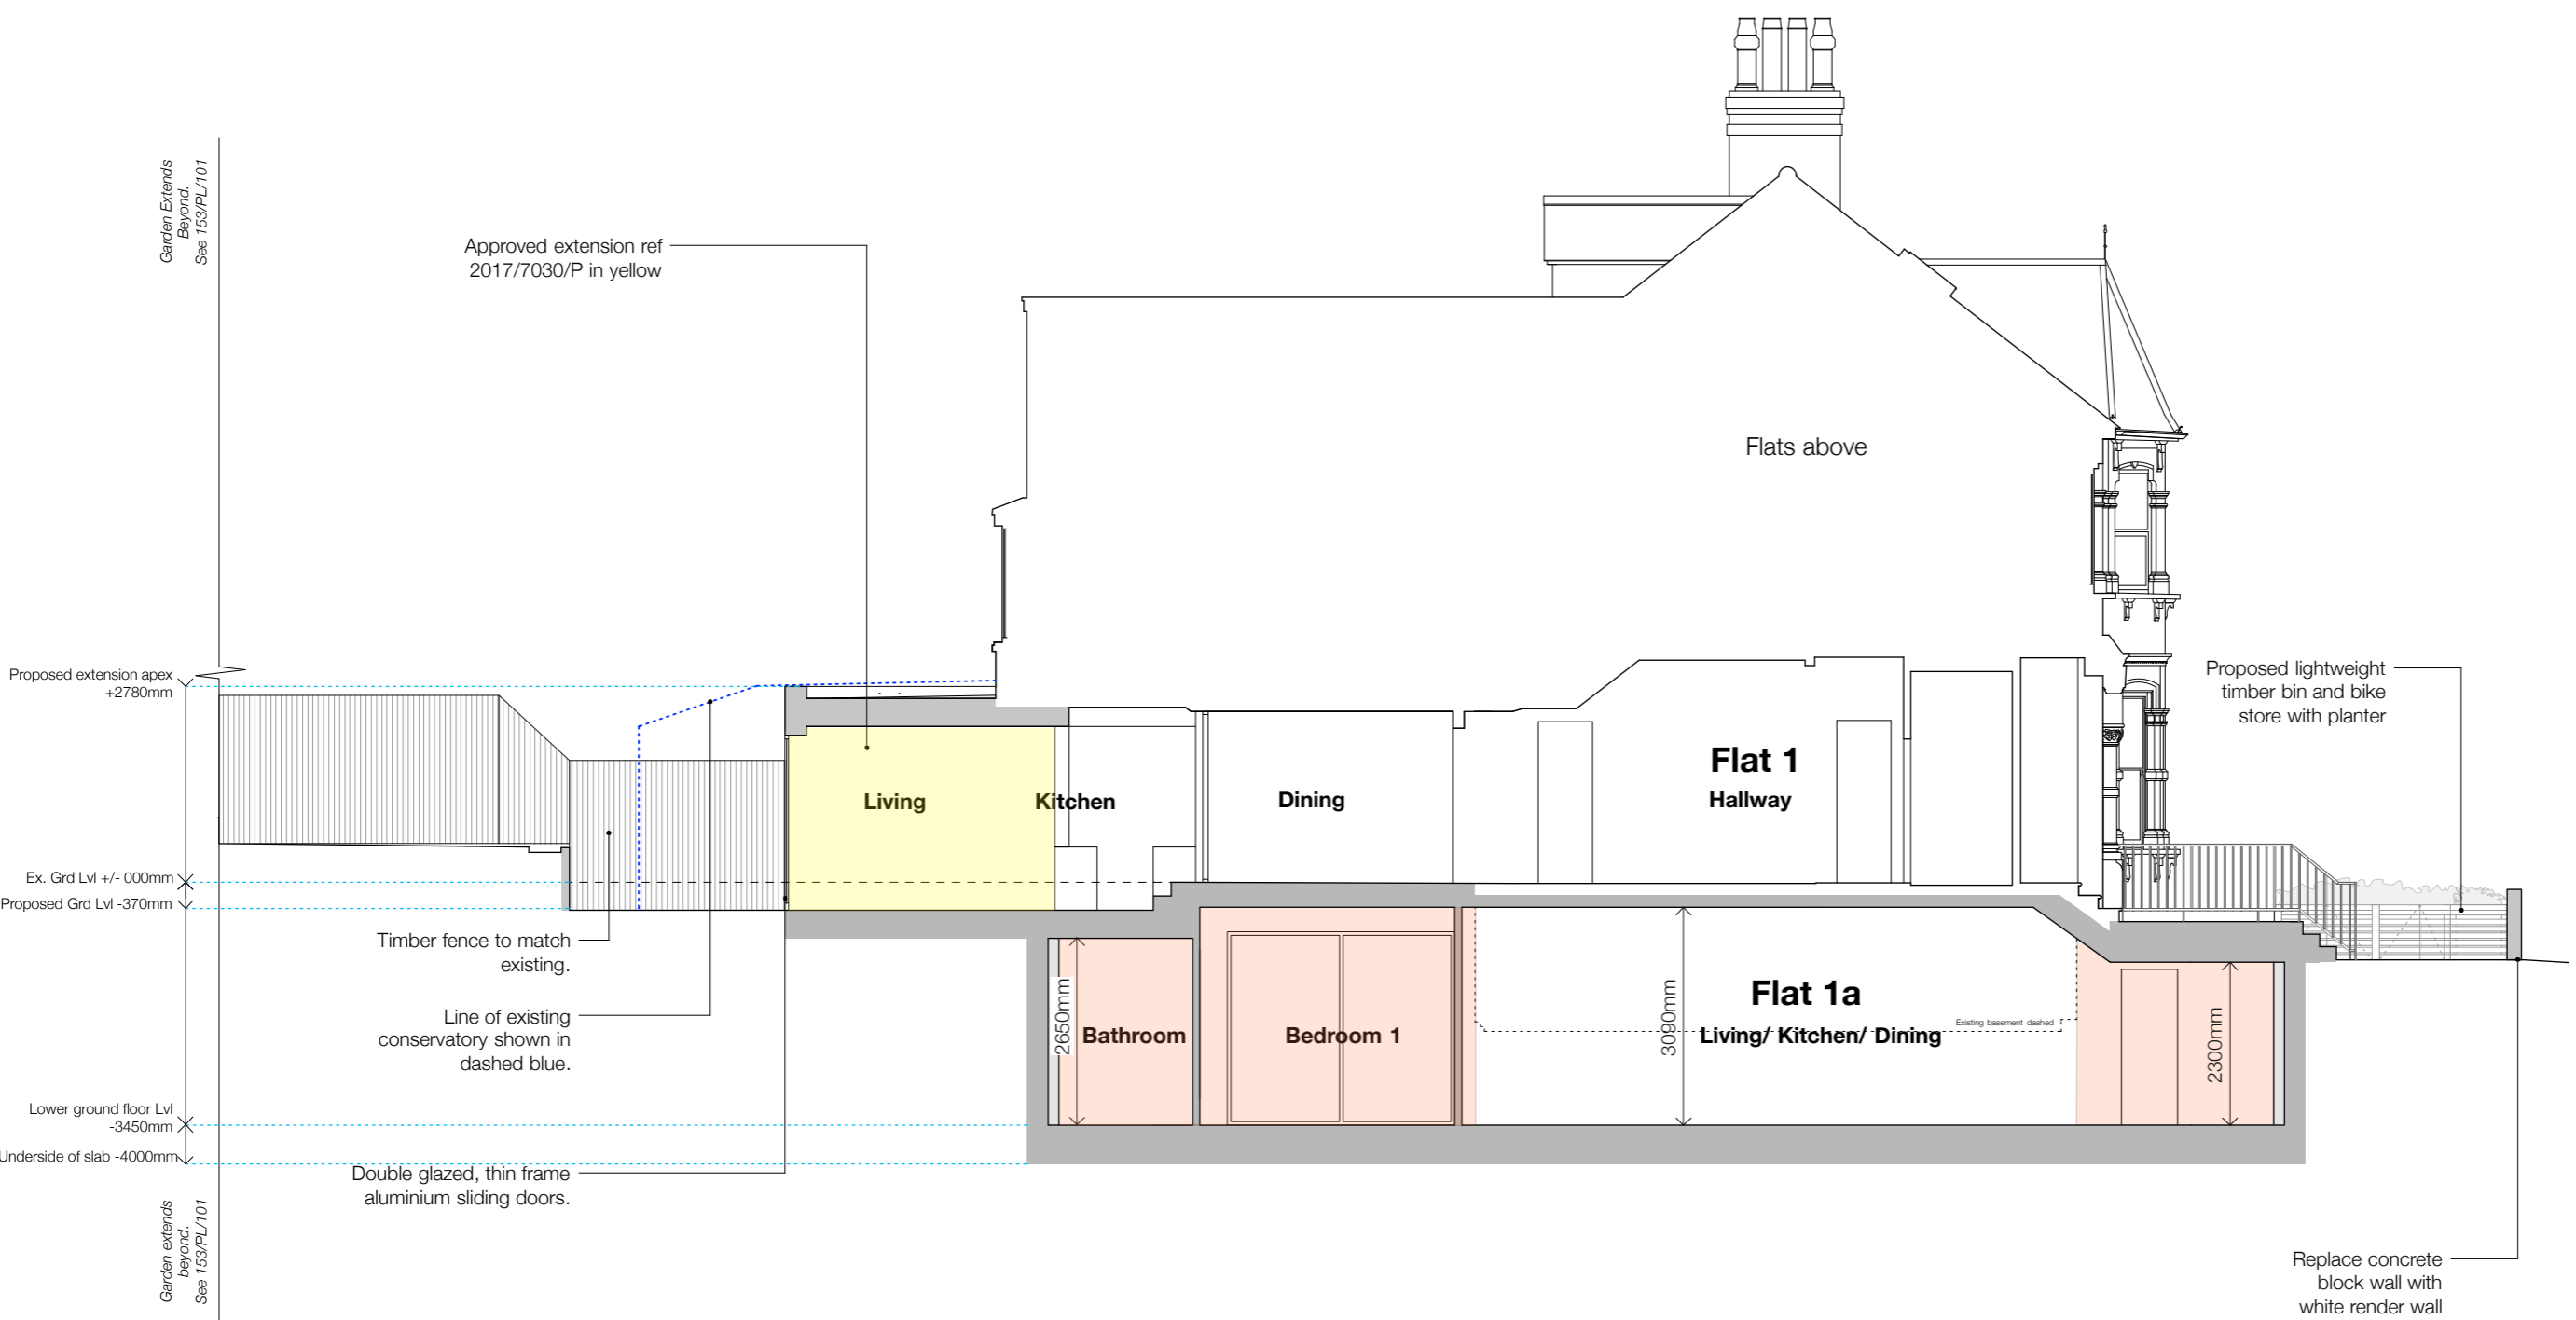 Garden Extends
Beyond.
See 153/PL/101
Approved extension ref
2017/7030/P in yellow
Flats above
Proposed extension apex
+2780mm
Proposed lightweight
timber bin and bike
store with planter
Living
Kitchen
Dining
Flat 1
Hallway
Ex. Grd Lvl +/- 000mm
Proposed Grd Lvl -370mm
Timber fence to match
existing.
Line of existing
conservatory shown in
dashed blue.
2650mm
Bathroom
Bedroom 1
3090mm
Flat 1a
Existing basement dashed
Living/ Kitchen/ Dining
2300mm
Lower ground floor Lvl
-3450mm
Underside of slab -4000mm
Double glazed, thin frame
aluminium sliding doors.
Garden extends
beyond.
See 153/PL/101
Replace concrete
block wall with
white render wall